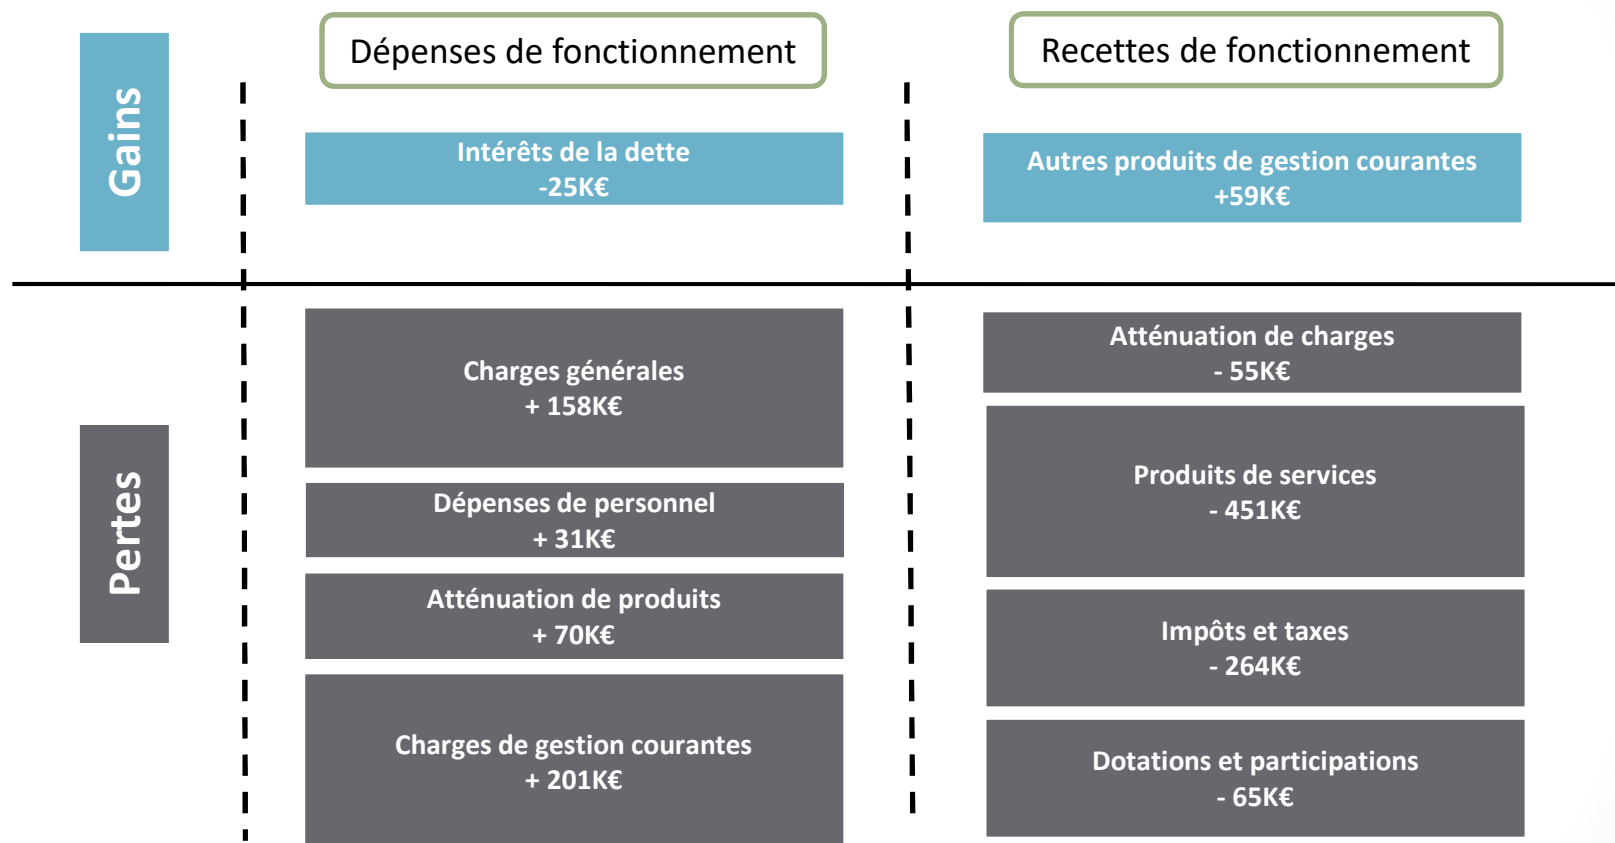 Dépenses de fonctionnement
Recettes de fonctionnement
Gains
Intérêts de la dette
-25K€
Autres produits de gestion courantes
+59K€
Pertes
Charges générales
+ 158K€
Dépenses de personnel
+ 31K€
Atténuation de produits
+ 70K€
Charges de gestion courantes
+ 201K€
Atténuation de charges
- 55K€
Produits de services
- 451K€
Impôts et taxes
- 264K€
Dotations et participations
- 65K€